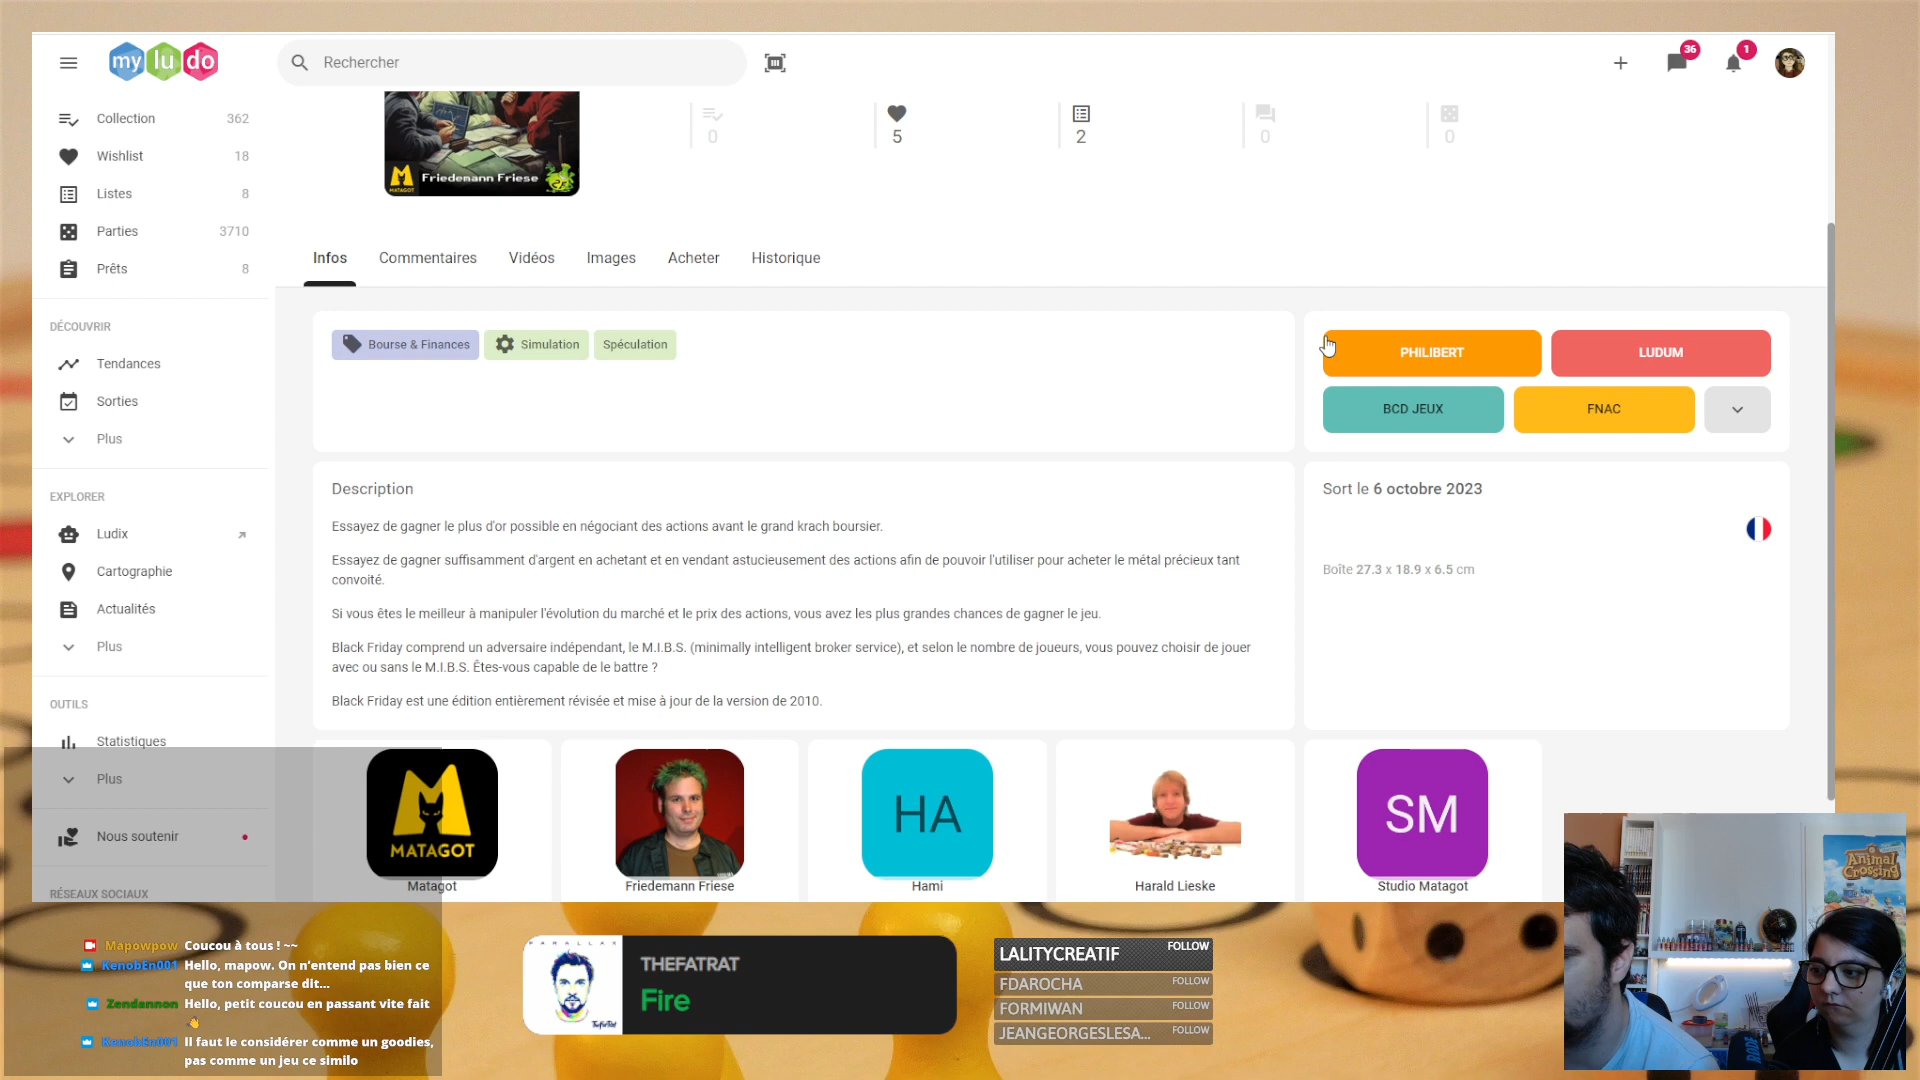 my lu do
Rechercher
36
1
Collection 362
Wishlist 18
Listes 8
Parties 3710
Prêts 8
DÉCOUVRIR
Tendances
Sorties
Plus
EXPLORER
Ludix
Cartographie
Actualités
Plus
OUTILS
Statistiques
Plus
Nous soutenir
RÉSEAUX SOCIAUX
MATAGOT
Friedemann Friese
0
5
2
0
0
Infos Commentaires Vidéos Images Acheter Historique
Bourse & Finances Simulation Spéculation
PHILIBERT LUDUM
BCD JEUX FNAC
Description
Essayez de gagner le plus d'or possible en négociant des actions avant le grand krach boursier.
Essayez de gagner suffisamment d'argent en achetant et en vendant astucieusement des actions afin de pouvoir l'utiliser pour acheter le métal précieux tant
convoité.
Si vous êtes le meilleur à manipuler l'évolution du marché et le prix des actions, vous avez les plus grandes chances de gagner le jeu.
Black Friday comprend un adversaire indépendant, le M.I.B.S. (minimally intelligent broker service), et selon le nombre de joueurs, vous pouvez choisir de jouer
avec ou sans le M.I.B.S. Êtes-vous capable de le battre ?
Black Friday est une édition entièrement révisée et mise à jour de la version de 2010.
Sort le 6 octobre 2023
Boîte 27.3 x 18.9 x 6.5 cm
MATAGOT
HA
SM
Matagot
Friedemann Friese
Hami
Harald Lieske
Studio Matagot
Mapowpow Coucou à tous ! ~~
KenobEn001 Hello, mapow. On n'entend pas bien ce
que ton comparse dit...
Zendannon Hello, petit coucou en passant vite fait
KenobEn001 Il faut le considérer comme un goodies,
pas comme un jeu ce similo
PARALLAX
TheFatRat
THEFATRAT
Fire
LALITYCREATIF FOLLOW
FDAROCHA FOLLOW
FORMIWAN FOLLOW
JEANGEORGESLESA... FOLLOW
Animal
Crossing